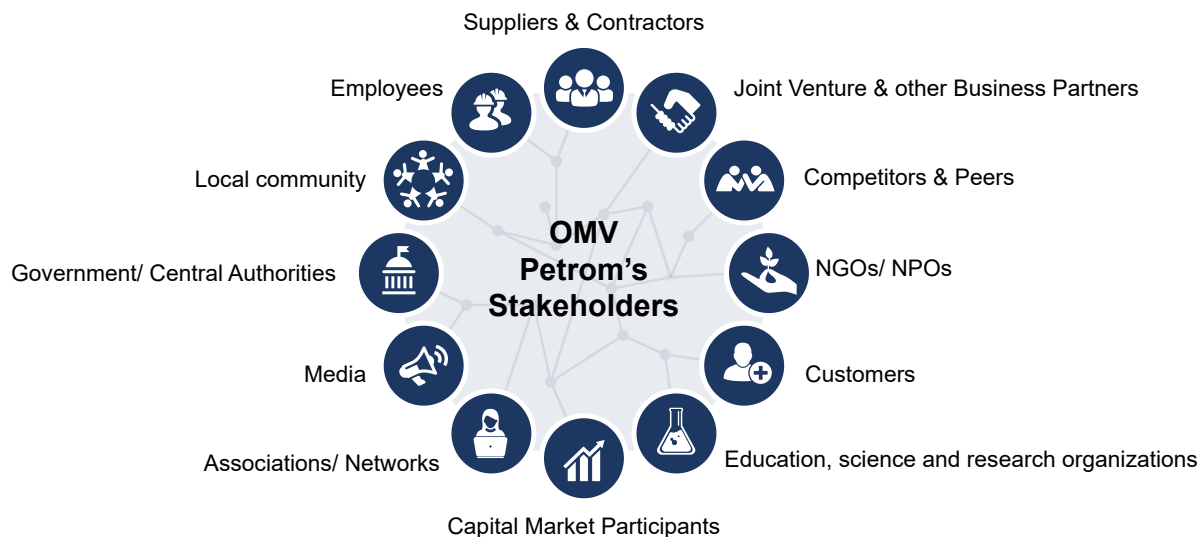 Suppliers & Contractors
Employees
Joint Venture & other Business Partners
Local community
Competitors & Peers
OMV
Petrom’s
Stakeholders
Government/ Central Authorities
NGOs/ NPOs
Media
Customers
Associations/ Networks
Education, science and research organizations
Capital Market Participants